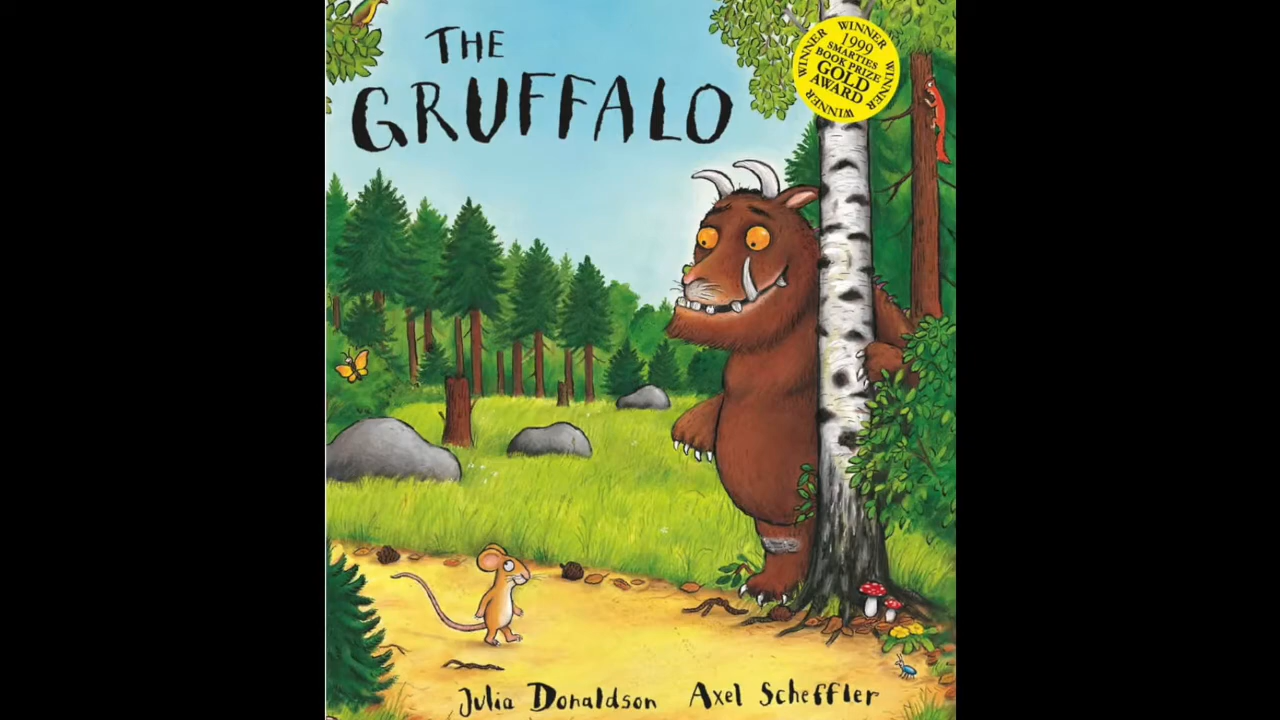 THE
GRUFFALO
WINNER WINNER WINNER WINNER
1999
SMARTIES
BOOK PRIZE
GOLD
AWARD
Julia Donaldson Axel Scheffler